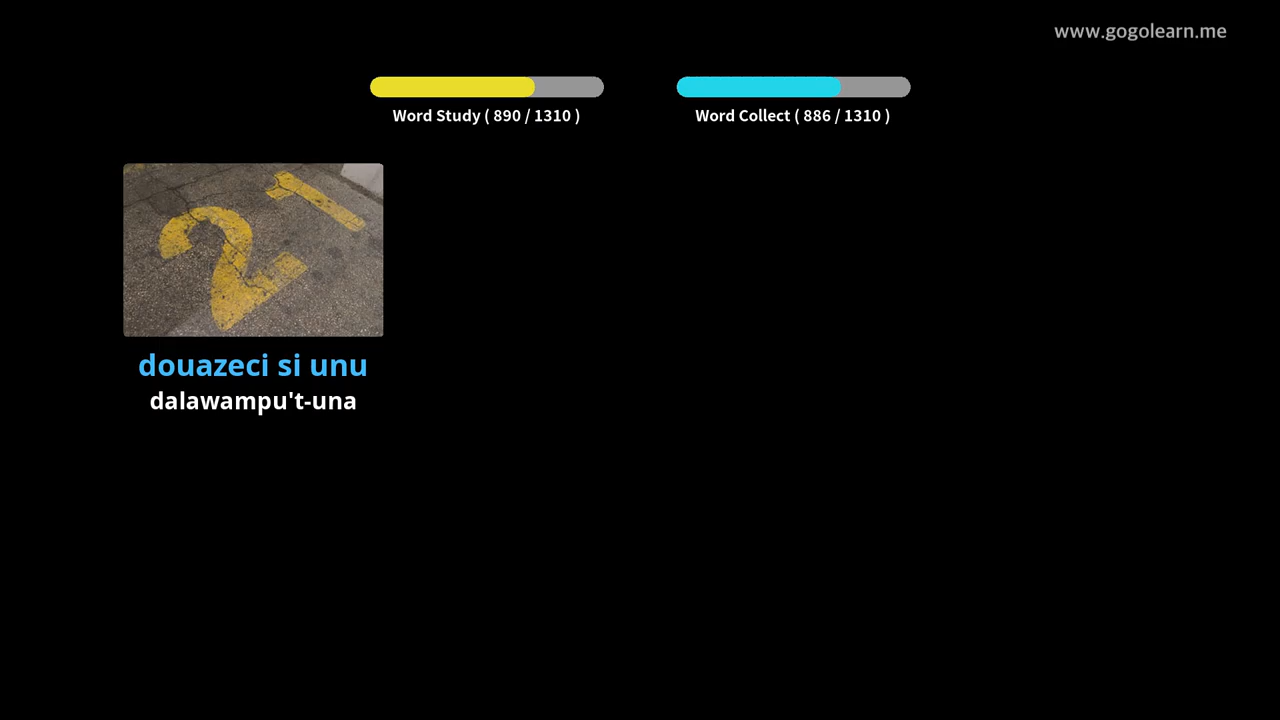 www.gogolearn.me
Word Study ( 890 / 1310 )
Word Collect ( 886 / 1310 )
21
douazeci si unu
dalawampu't-una